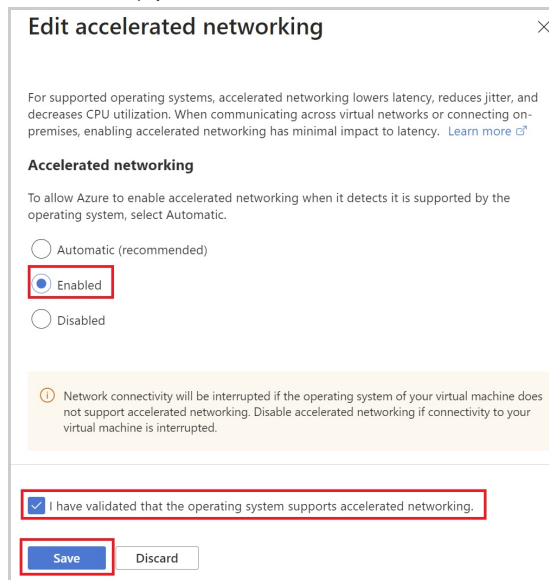 Edit accelerated networking
For supported operating systems, accelerated networking lowers latency, reduces jitter, and
decreases CPU utilization. When communicating across virtual networks or connecting on-
premises, enabling accelerated networking has minimal impact to latency. Learn more
Accelerated networking
To allow Azure to enable accelerated networking when it detects it is supported by the
operating system, select Automatic.
Automatic (recommended)
Enabled
Disabled
Network connectivity will be interrupted if the operating system of your virtual machine does
not support accelerated networking. Disable accelerated networking if connectivity to your
virtual machine is interrupted.
I have validated that the operating system supports accelerated networking.
Save Discard